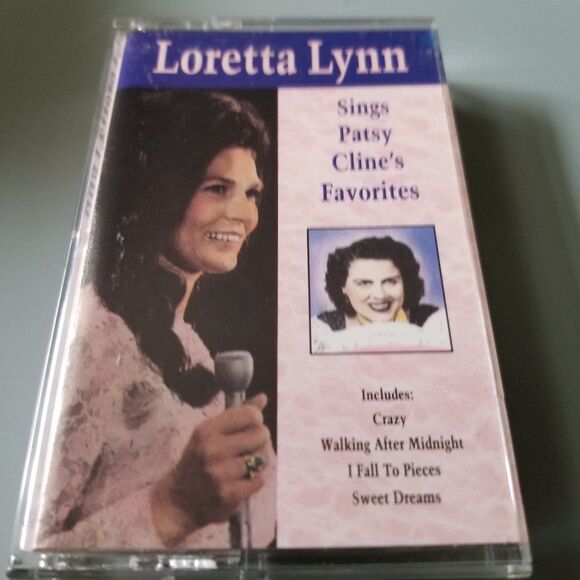 Loretta Lynn
Sings
Patsy
Cline's
Favorites
Includes:
Crazy
Walking After Midnight
I Fall To Pieces
Sweet Dreams